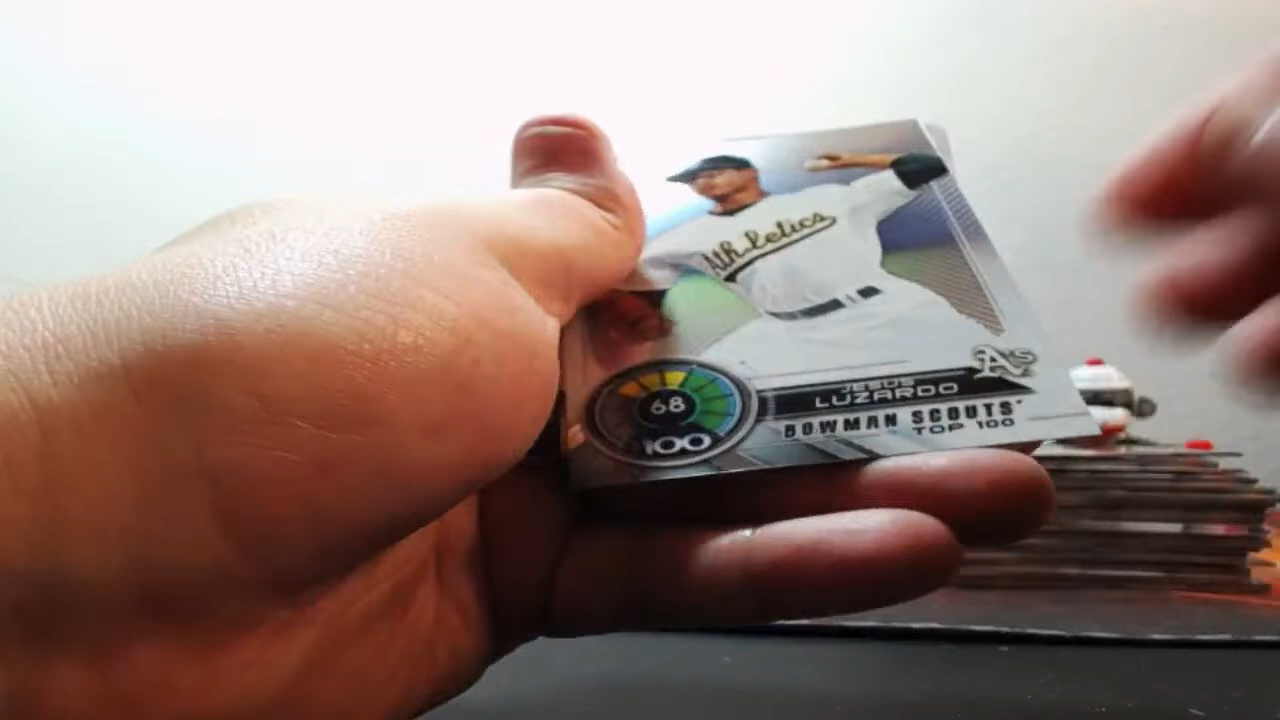 Athletics
A's
JESUS
LUZARDO
68
100
BOWMAN SCOUTS'
TOP 100